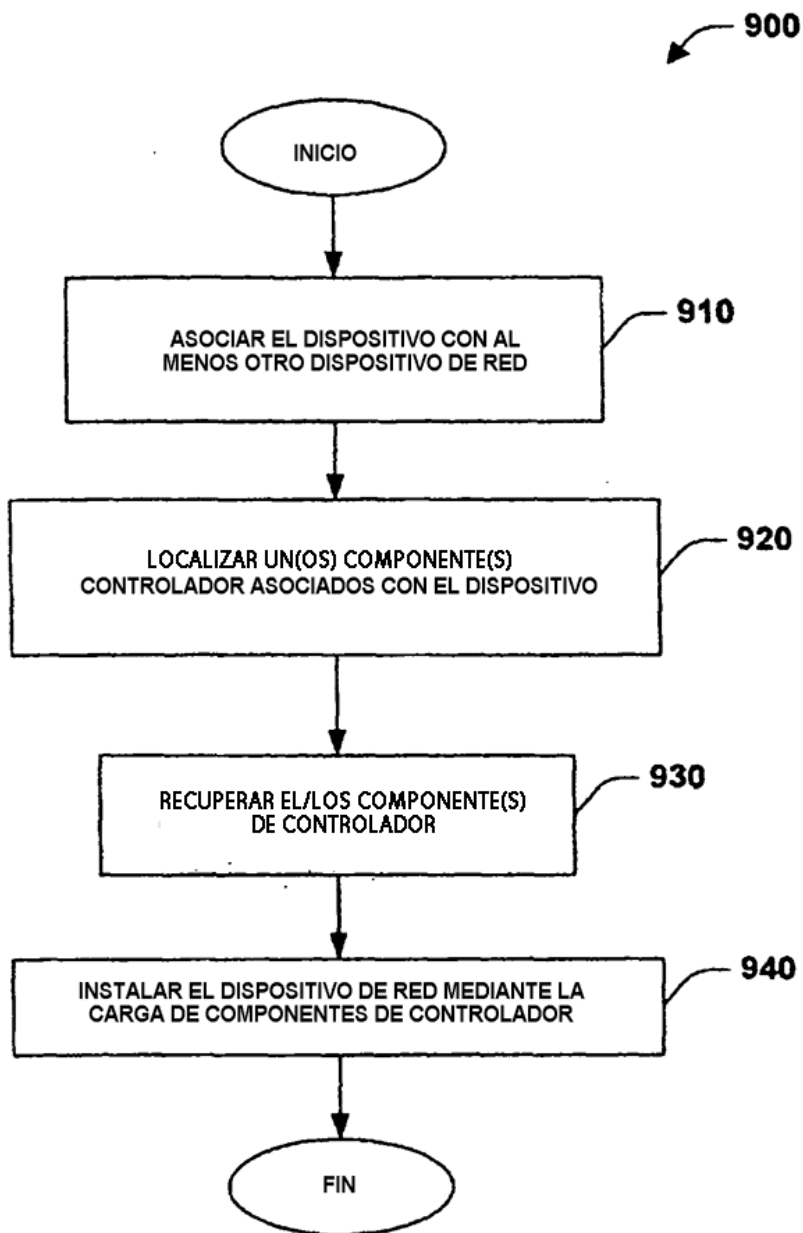 900
INICIO
910
ASOCIAR EL DISPOSITIVO CON AL
MENOS OTRO DISPOSITIVO DE RED
920
LOCALIZAR UN(OS) COMPONENTE(S)
CONTROLADOR ASOCIADOS CON EL DISPOSITIVO
930
RECUPERAR EL/LOS COMPONENTE(S)
DE CONTROLADOR
940
INSTALAR EL DISPOSITIVO DE RED MEDIANTE LA
CARGA DE COMPONENTES DE CONTROLADOR
FIN